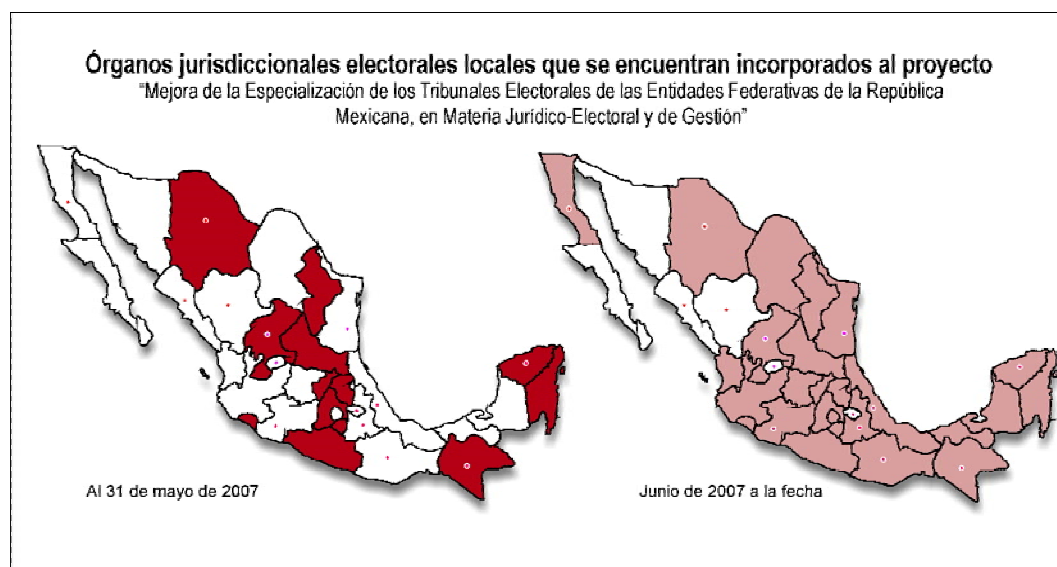 Órganos jurisdiccionales electorales locales que se encuentran incorporados al proyecto
"Mejora de la Especialización de los Tribunales Electorales de las Entidades Federativas de la República
Mexicana, en Materia Jurídico-Electoral y de Gestión"
Al 31 de mayo de 2007
Junio de 2007 a la fecha